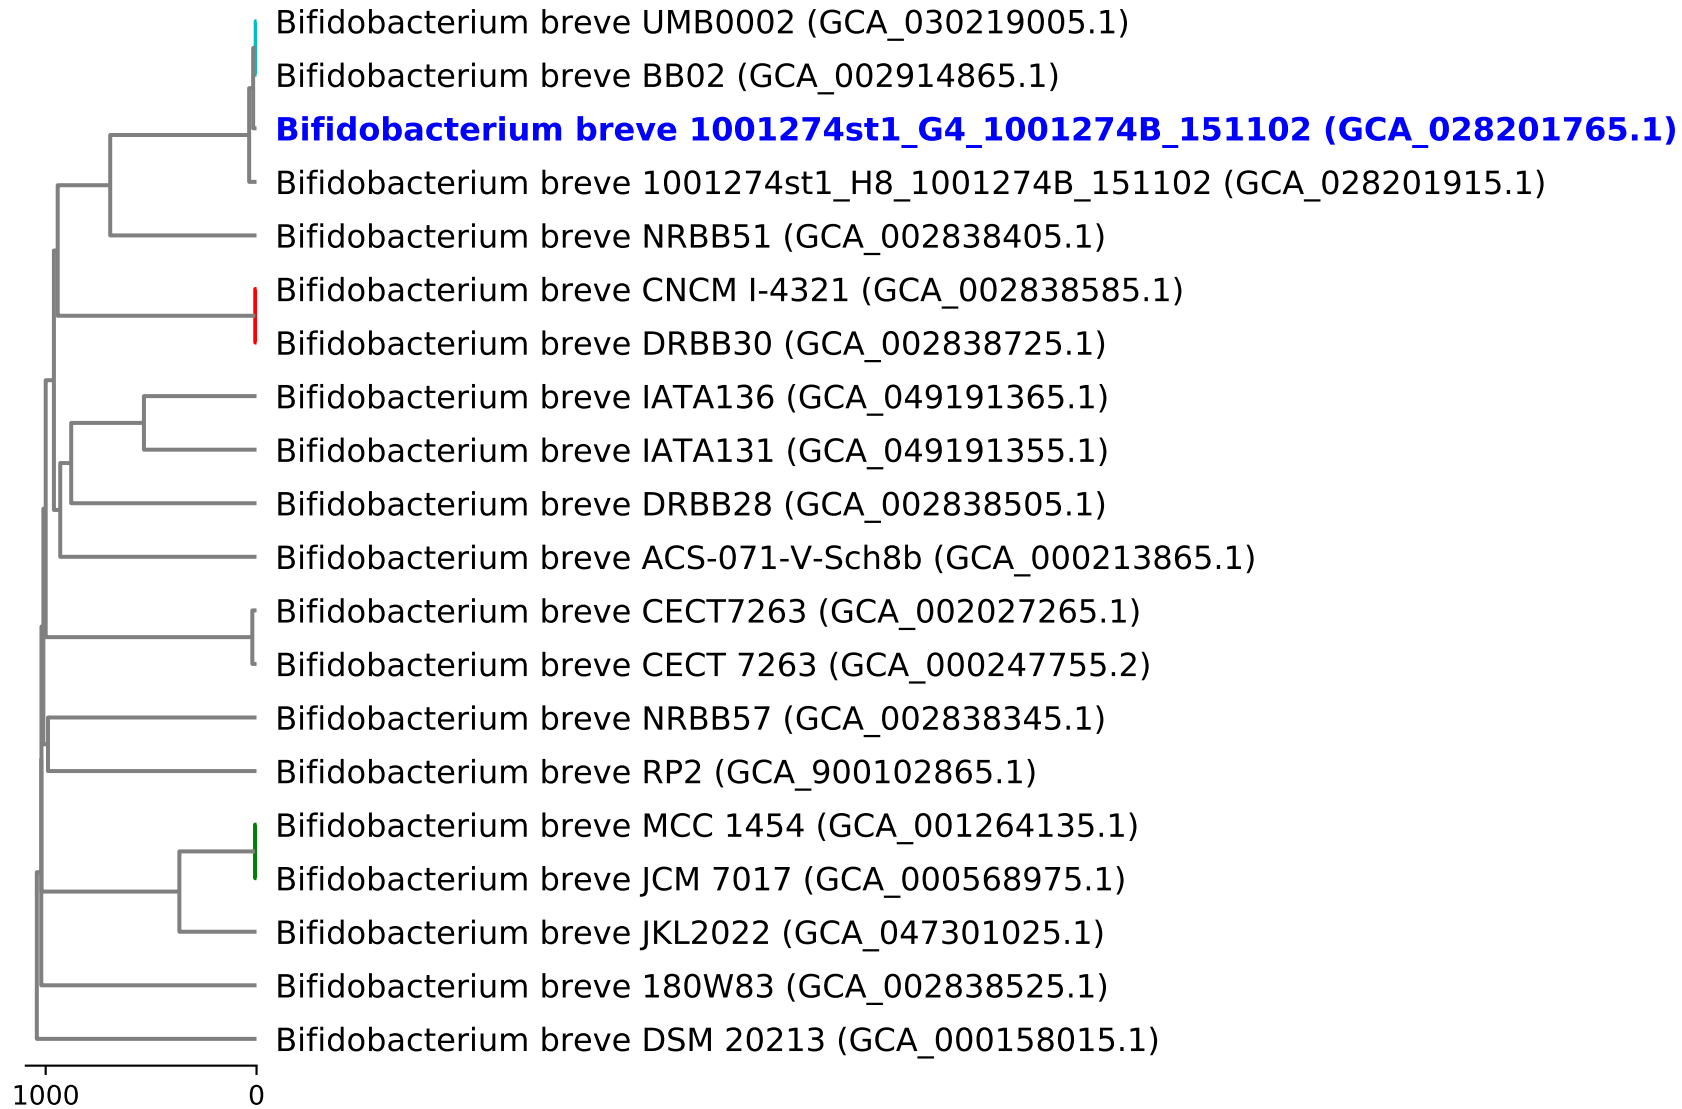 Bifidobacterium breve UMB0002 (GCA_030219005.1)
Bifidobacterium breve BB02 (GCA_002914865.1)
Bifidobacterium breve 1001274st1_G4_1001274B_151102 (GCA_028201765.1)
Bifidobacterium breve 1001274st1_H8_1001274B_151102 (GCA_028201915.1)
Bifidobacterium breve NRBB51 (GCA_002838405.1)
Bifidobacterium breve CNCM I-4321 (GCA_002838585.1)
Bifidobacterium breve DRBB30 (GCA_002838725.1)
Bifidobacterium breve IATA136 (GCA_049191365.1)
Bifidobacterium breve IATA131 (GCA_049191355.1)
Bifidobacterium breve DRBB28 (GCA_002838505.1)
Bifidobacterium breve ACS-071-V-Sch8b (GCA_000213865.1)
Bifidobacterium breve CECT7263 (GCA_002027265.1)
Bifidobacterium breve CECT 7263 (GCA_000247755.2)
Bifidobacterium breve NRBB57 (GCA_002838345.1)
Bifidobacterium breve RP2 (GCA_900102865.1)
Bifidobacterium breve MCC 1454 (GCA_001264135.1)
Bifidobacterium breve JCM 7017 (GCA_000568975.1)
Bifidobacterium breve JKL2022 (GCA_047301025.1)
Bifidobacterium breve 180W83 (GCA_002838525.1)
Bifidobacterium breve DSM 20213 (GCA_000158015.1)
1000 0